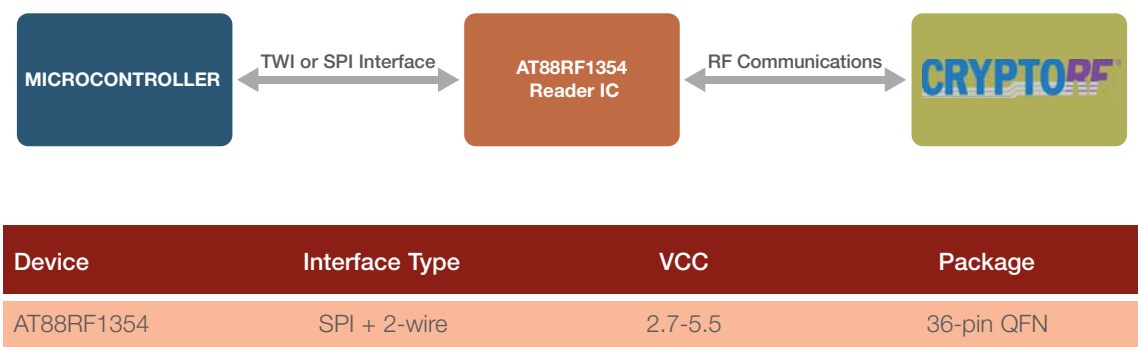 MICROCONTROLLER
TWI or SPI Interface
AT88RF1354
Reader IC
RF Communications
CRYPTORF
Device Interface Type VCC Package
AT88RF1354 SPI + 2-wire 2.7-5.5 36-pin QFN